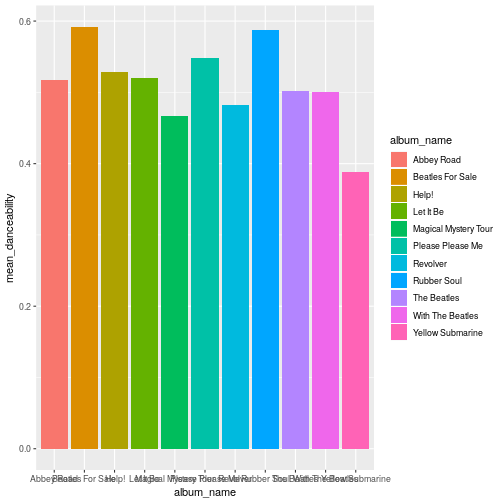 0.6
0.4
0.2
0.0
mean_danceability
Help!
album_name
album_name
Abbey Road
Beatles For Sale
Help!
Let It Be
Magical Mystery Tour
Please Please Me
Revolver
Rubber Soul
The Beatles
With The Beatles
Yellow Submarine